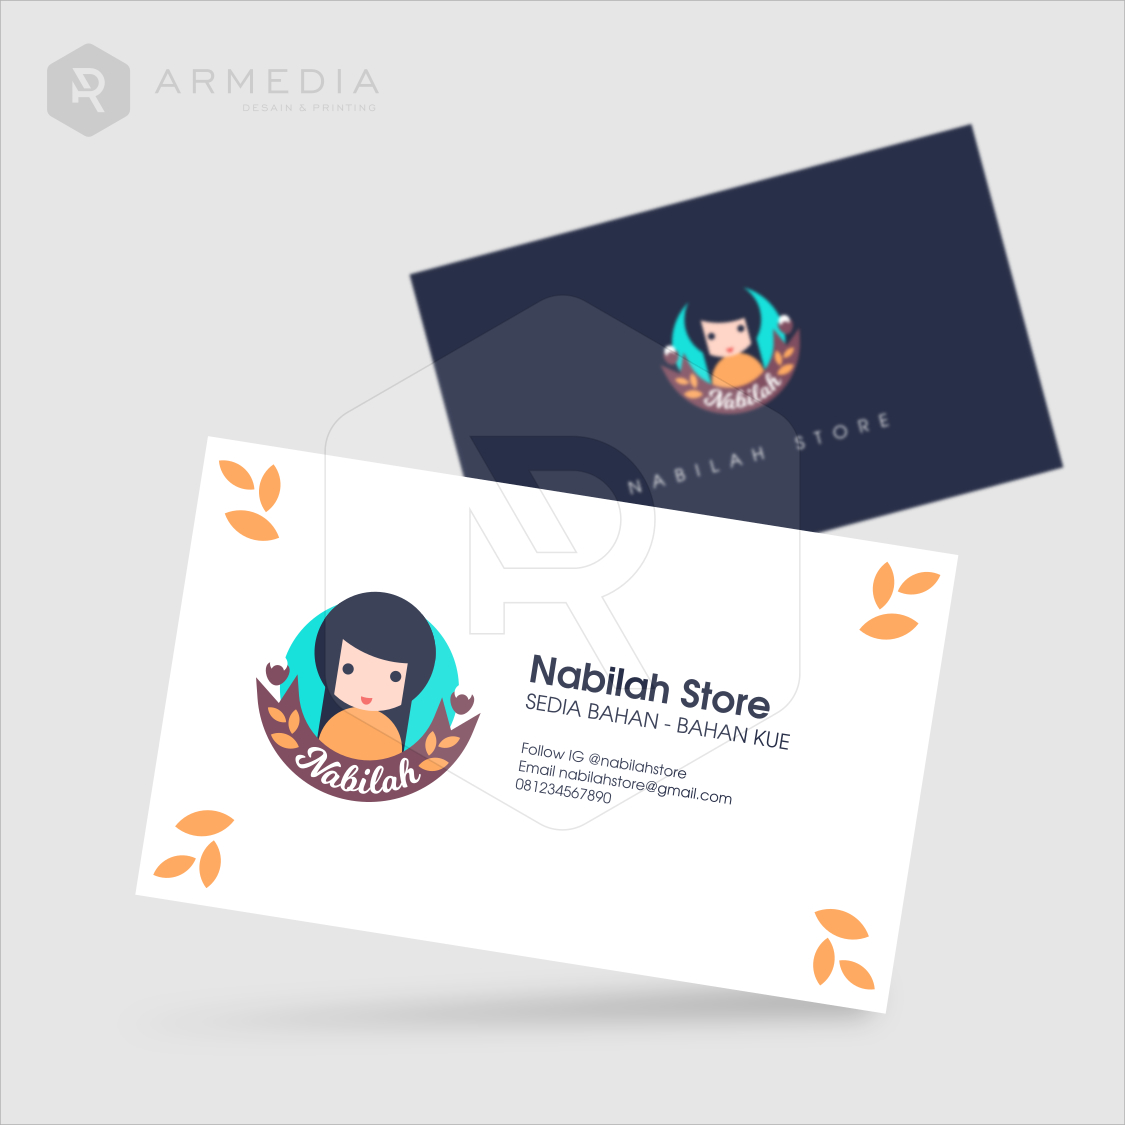 ARMEDIA
DESAIN & PRINTING
Nabilah
NABILAH STORE
Nabilah
Nabilah Store
SEDIA BAHAN - BAHAN KUE
Follow IG @nabilahstore
Email nabilahstore@gmail.com
081234567890